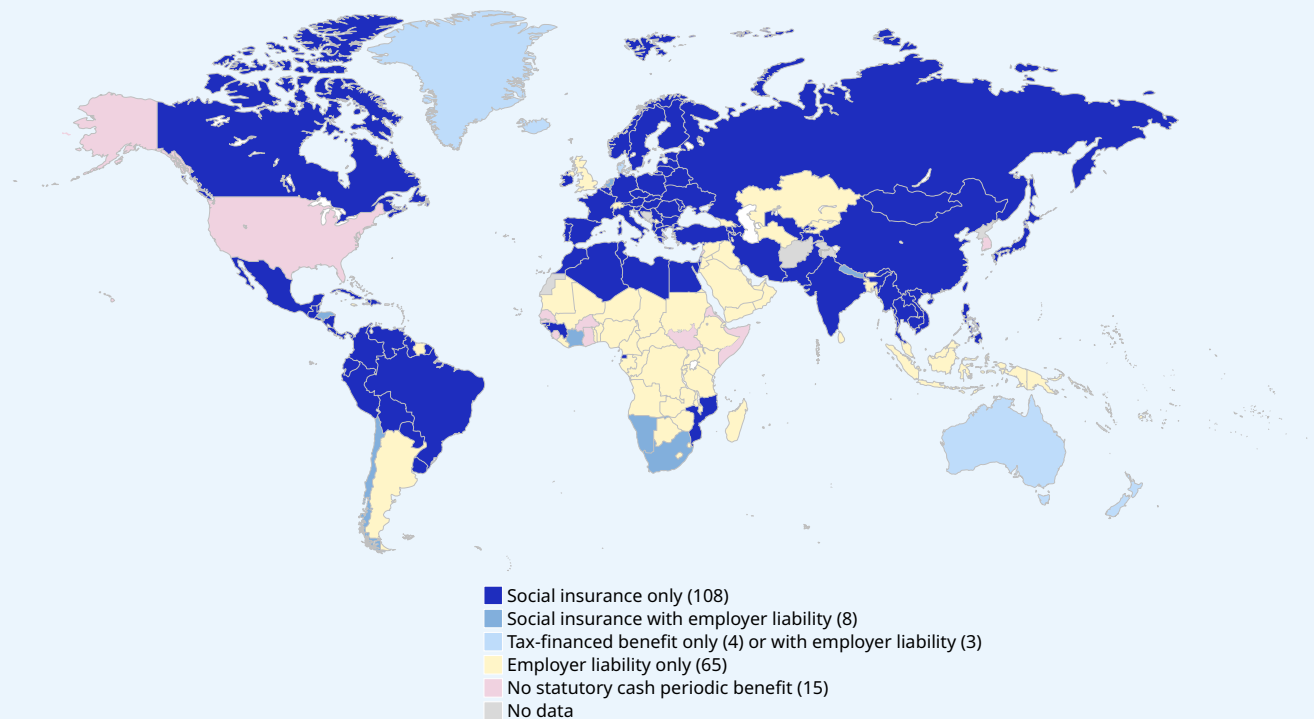 Social insurance only (108)
Social insurance with employer liability (8)
Tax-financed benefit only (4) or with employer liability (3)
Employer liability only (65)
No statutory cash periodic benefit (15)
No data